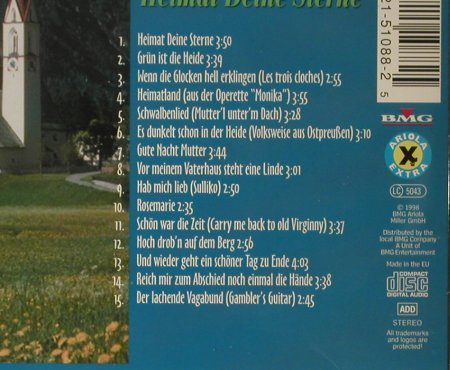 Heimat Deine Sterne
1. Heimat Deine Sterne 3:50
2. Grün ist die Heide 3:39
3. Wenn die Glocken hell erklingen (Les trois cloches) 2:55
4. Heimatland (aus der Operette "Monika") 3:55
5. Schwalbenlied (Mutter'l unter'm Dach) 3:28
6. Es dunkelt schon in der Heide (Volksweise aus Ostpreußen) 3:10
7. Gute Nacht Mutter 3:44
8. Vor meinem Vaterhaus steht eine Linde 3:01
9. Hab mich lieb (Sulliko) 2:50
10. Rosemarie 2:35
11. Schön war die Zeit (Carry me back to old Virginny) 3:37
12. Hoch drob'n auf dem Berg 2:56
13. Und wieder geht ein schöner Tag zu Ende 4:03
14. Reich mir zum Abschied noch einmal die Hände 3:38
15. Der lachende Vagabund (Gambler's Guitar) 2:45
21-51088-2
5
BMG
ARIOLA
X
EXTRA
LC 5043
© 1998
BMG Ariola
Miller GmbH
Distributed by the
local BMG Company
A Unit of
BMG Entertainment
Made in the EU
COMPACT
disc
DIGITAL AUDIO
ADD
STEREO
All trademarks
and logos are
protected!